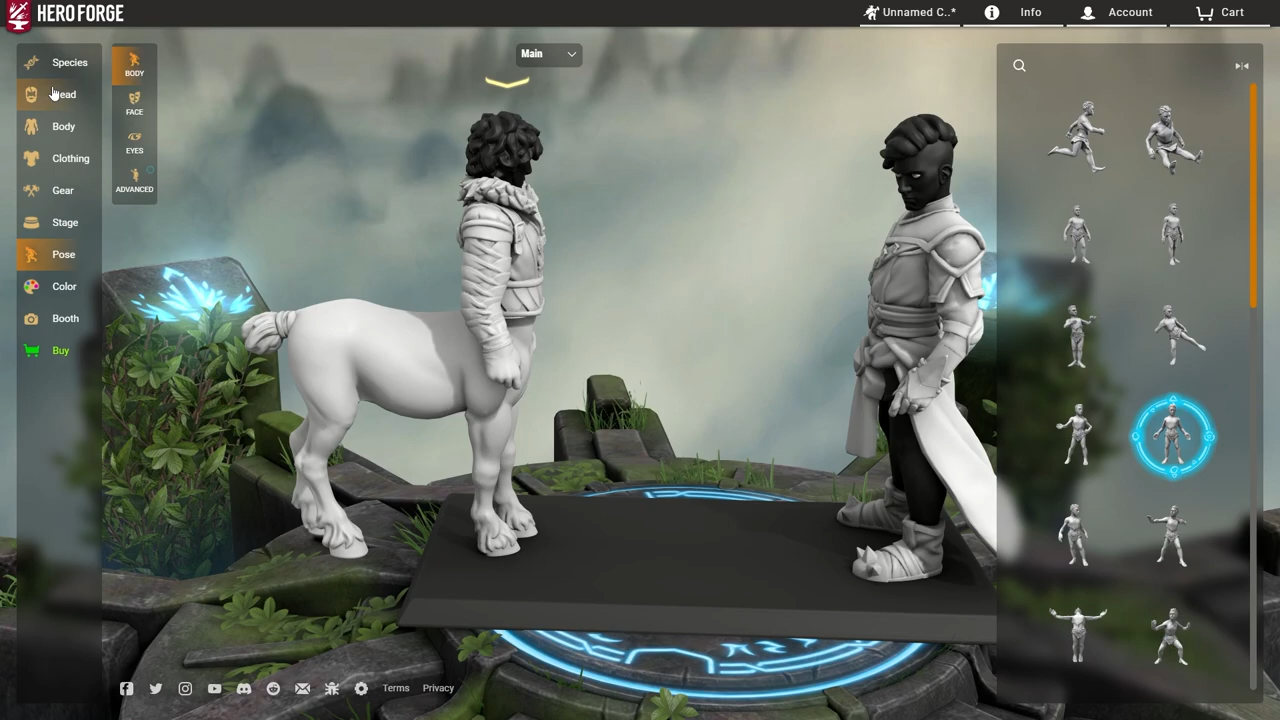 HERO FORGE
Unnamed C..*
Info
Account
Cart
Species
Head
Body
Clothing
Gear
Stage
Pose
Color
Booth
Buy
BODY
FACE
EYES
ADVANCED
Main
Terms
Privacy